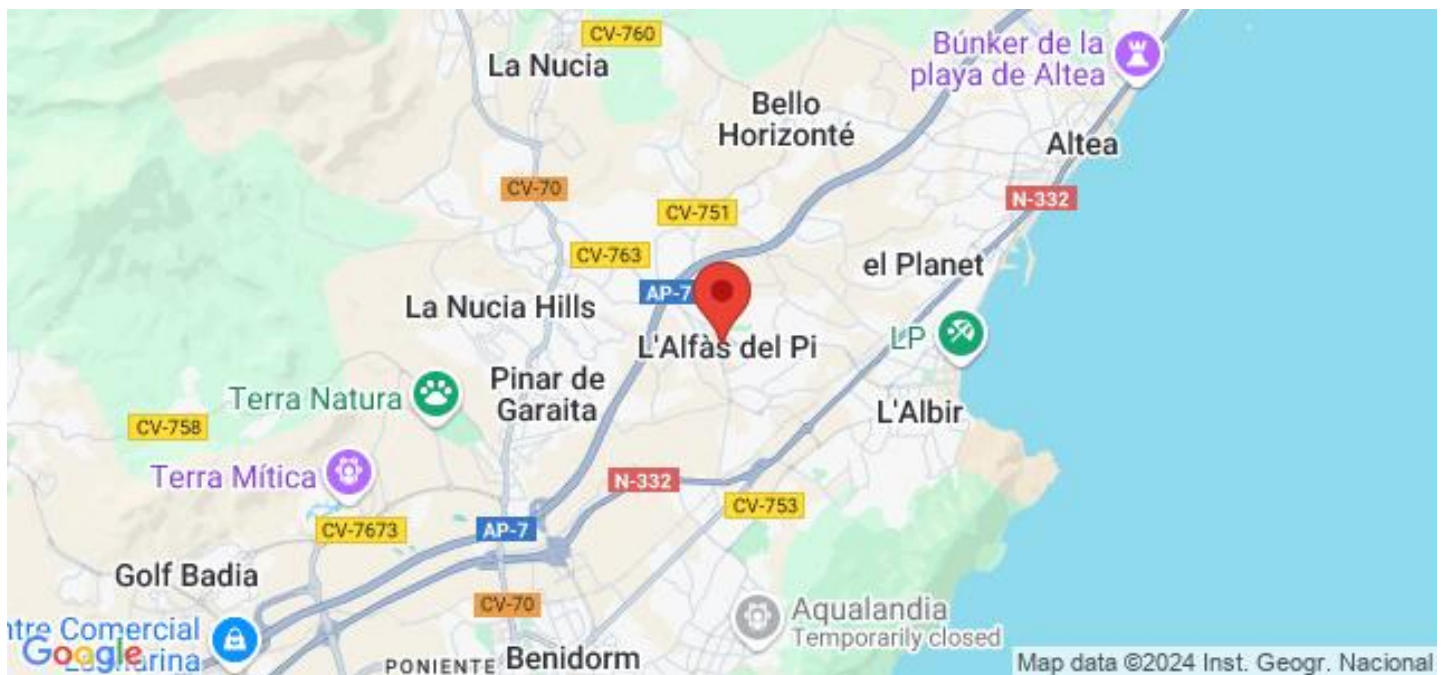 CV-760
La Nucia
Búnker de la
playa de Altea
Bello
Horizonté
Altea
CV-70
N-332
CV-751
CV-763
el Planet
AP-7
La Nucia Hills
L'Alfàs del Pi
LP
Pinar de
Garaita
Terra Natura
L'Albir
CV-758
Terra Mítica
N-332
CV-753
CV-7673
AP-7
Golf Badia
CV-70
Aqualandia
Temporarily closed
ntre Comercial
Google
PONIENTE
Benidorm
Map data ©2024 Inst. Geogr. Nacional